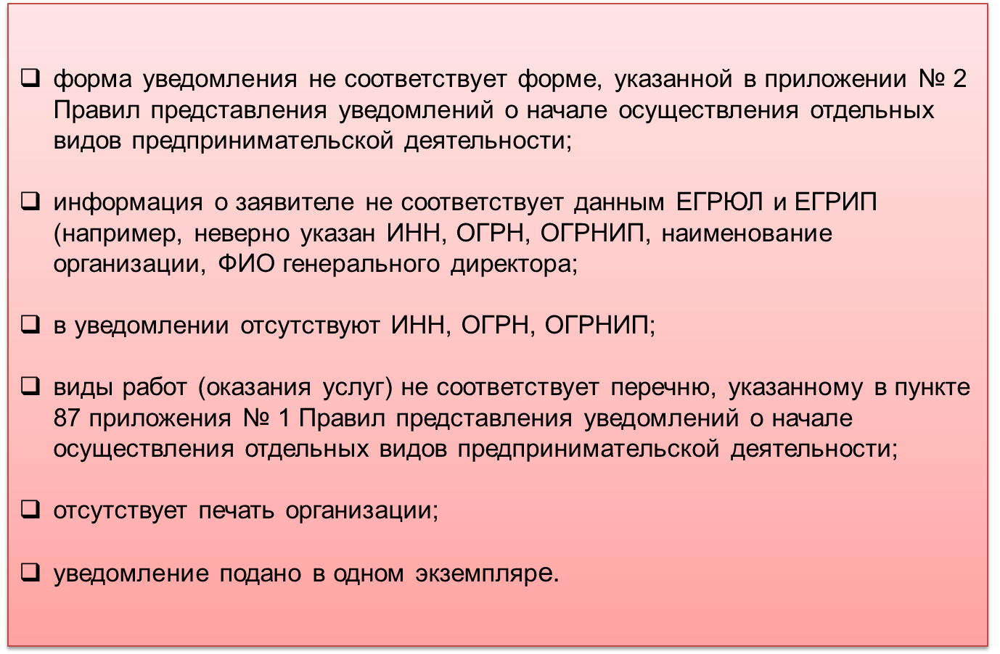 форма уведомления не соответствует форме, указанной в приложении № 2
Правил представления уведомлений о начале осуществления отдельных
видов предпринимательской деятельности;
информация о заявителе не соответствует данным ЕГРЮЛ и ЕГРИП
(например, неверно указан ИНН, ОГРН, ОГРНИП, наименование
организации, ФИО генерального директора;
в уведомлении отсутствуют ИНН, ОГРН, ОГРНИП;
виды работ (оказания услуг) не соответствует перечню, указанному в пункте
87 приложения № 1 Правил представления уведомлений о начале
осуществления отдельных видов предпринимательской деятельности;
отсутствует печать организации;
уведомление подано в одном экземпляре.